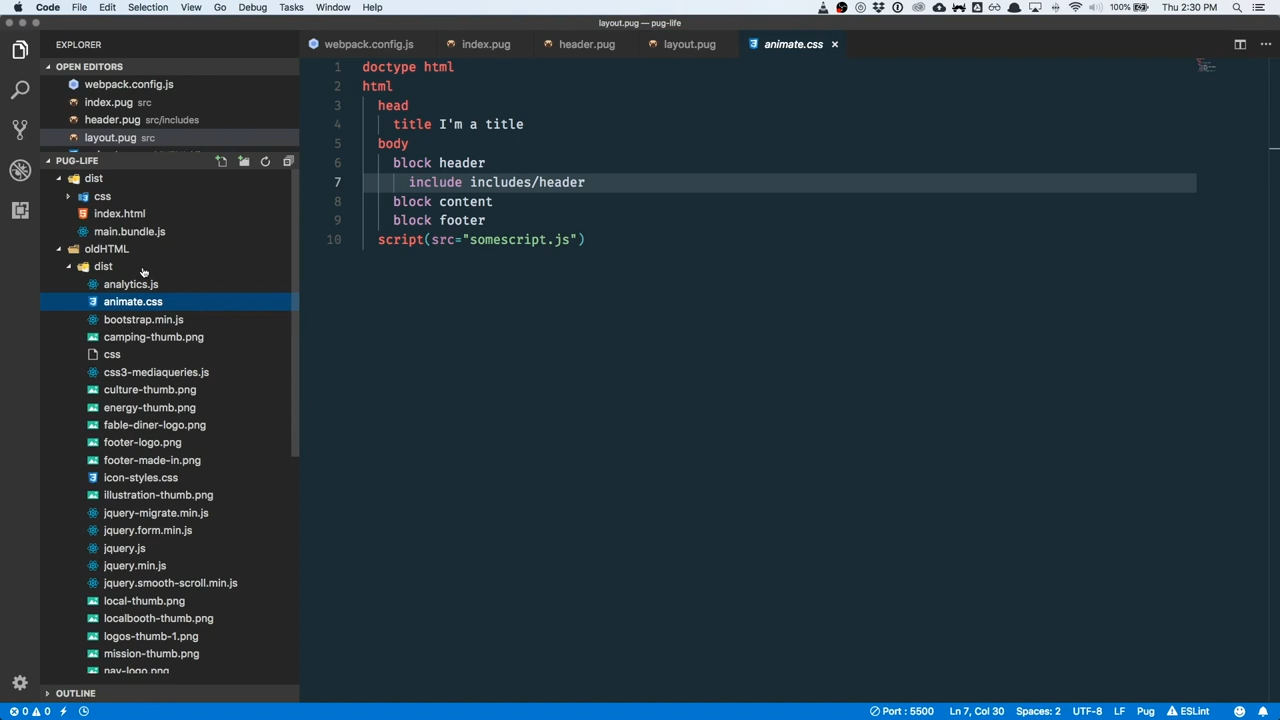 Code File Edit Selection View Go Debug Tasks Window Help 100% Thu 2:30 PM
layout.pug — pug-life
EXPLORER
OPEN EDITORS
webpack.config.js
index.pug src
header.pug src/includes
layout.pug src
PUG-LIFE
dist
css
index.html
main.bundle.js
oldHTML
dist
analytics.js
animate.css
bootstrap.min.js
camping-thumb.png
css
css3-mediaqueries.js
culture-thumb.png
energy-thumb.png
fable-diner-logo.png
footer-logo.png
footer-made-in.png
icon-styles.css
illustration-thumb.png
jquery-migrate.min.js
jquery.form.min.js
jquery.js
jquery.min.js
jquery.smooth-scroll.min.js
local-thumb.png
localbooth-thumb.png
logos-thumb-1.png
mission-thumb.png
nav-logo.png
OUTLINE
webpack.config.js index.pug header.pug layout.pug animate.css
1 doctype html
2 html
3 head
4 title I'm a title
5 body
6 block header
7 include includes/header
8 block content
9 block footer
10 script(src="somescript.js")
0 0 Port : 5500 Ln 7, Col 30 Spaces: 2 UTF-8 LF Pug ESLint